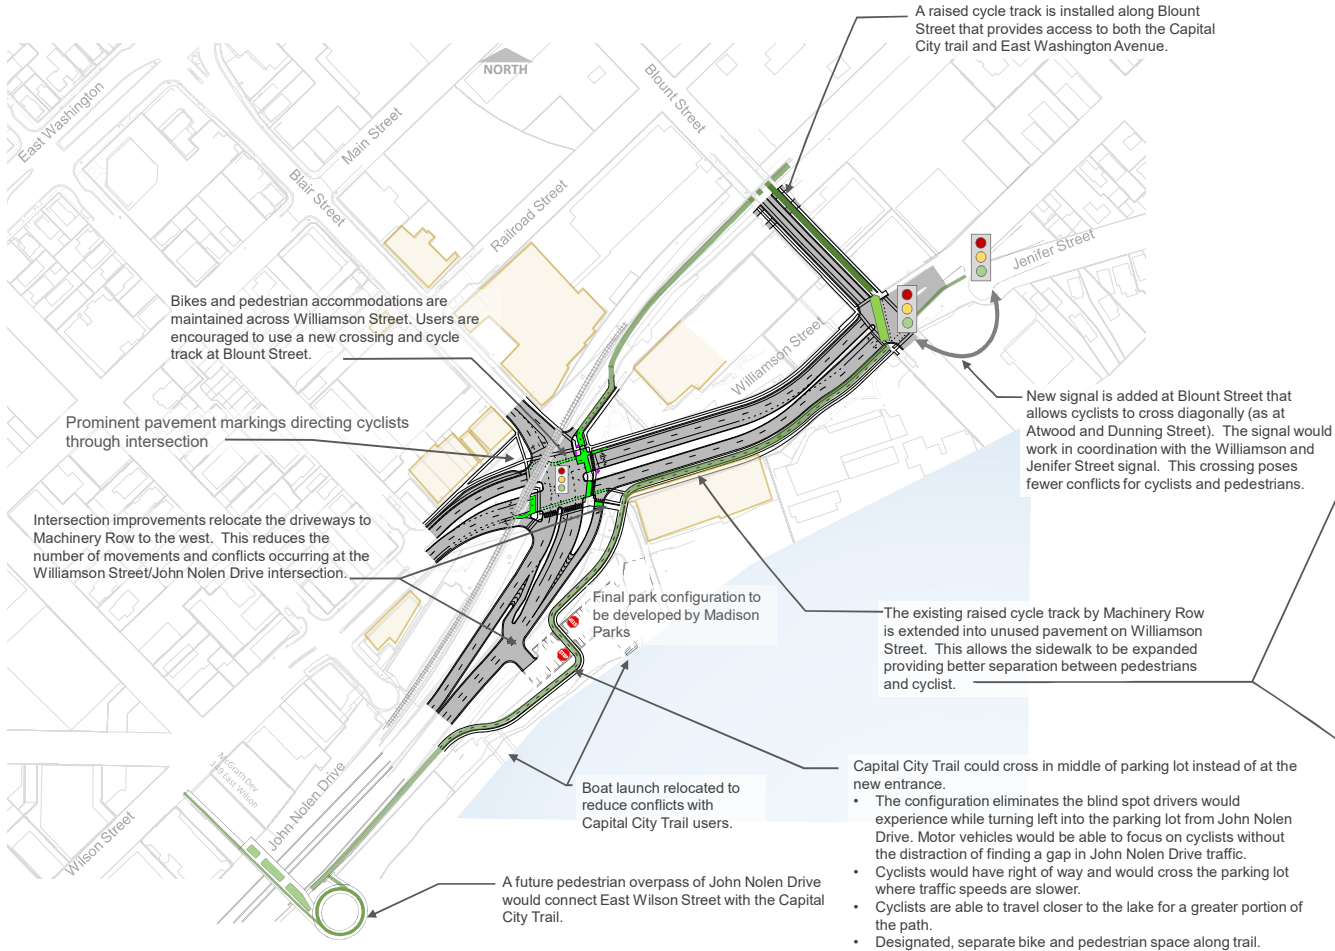 A raised cycle track is installed along Blount
Street that provides access to both the Capital
City trail and East Washington Avenue.
NORTH
Blount Street
East Washington
Main Street
Blair Street
Railroad Street
Jenifer Street
Bikes and pedestrian accommodations are
maintained across Williamson Street. Users are
encouraged to use a new crossing and cycle
track at Blount Street.
Williamson Street
New signal is added at Blount Street that
allows cyclists to cross diagonally (as at
Atwood and Dunning Street). The signal would
work in coordination with the Williamson and
Jenifer Street signal. This crossing poses
fewer conflicts for cyclists and pedestrians.
Prominent pavement markings directing cyclists
through intersection
Intersection improvements relocate the driveways to
Machinery Row to the west. This reduces the
number of movements and conflicts occurring at the
Williamson Street/John Nolen Drive intersection.
Final park configuration to
be developed by Madison
Parks
The existing raised cycle track by Machinery Row
is extended into unused pavement on Williamson
Street. This allows the sidewalk to be expanded
providing better separation between pedestrians
and cyclist.
McGrath Dev
149 East Wilson
John Nolen Drive
Wilson Street
Boat launch relocated to
reduce conflicts with
Capital City Trail users.
Capital City Trail could cross in middle of parking lot instead of at the
new entrance.
• The configuration eliminates the blind spot drivers would
experience while turning left into the parking lot from John Nolen
Drive. Motor vehicles would be able to focus on cyclists without
the distraction of finding a gap in John Nolen Drive traffic.
• Cyclists would have right of way and would cross the parking lot
where traffic speeds are slower.
• Cyclists are able to travel closer to the lake for a greater portion of
the path.
• Designated, separate bike and pedestrian space along trail.
A future pedestrian overpass of John Nolen Drive
would connect East Wilson Street with the Capital
City Trail.